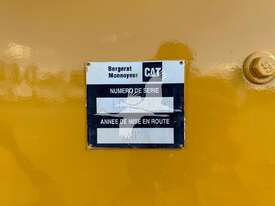 Bergerat
Monnoyeur
CAT
NUMERO DE SERIE
ANNEE DE MISE EN ROUTE